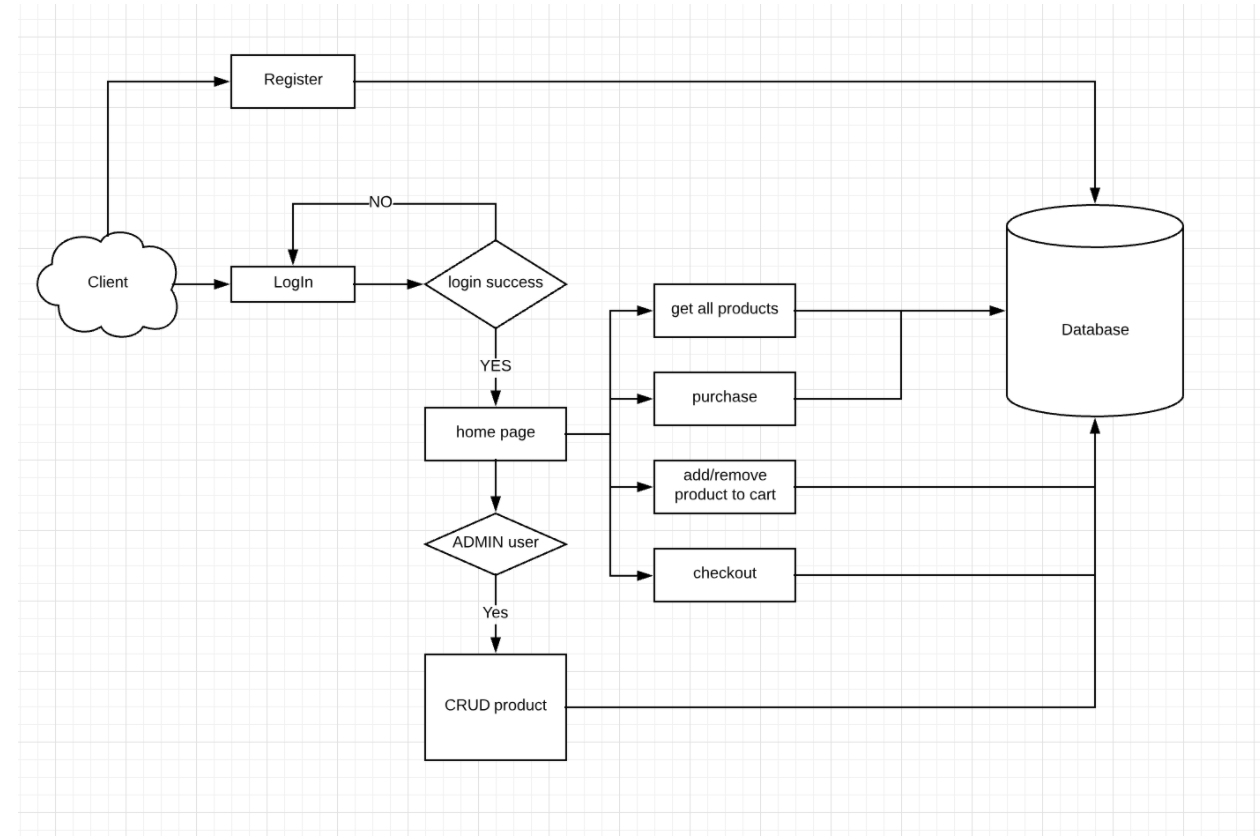 Register
NO
Client
LogIn
login success
get all products
Database
YES
purchase
home page
add/remove
product to cart
ADMIN user
checkout
Yes
CRUD product